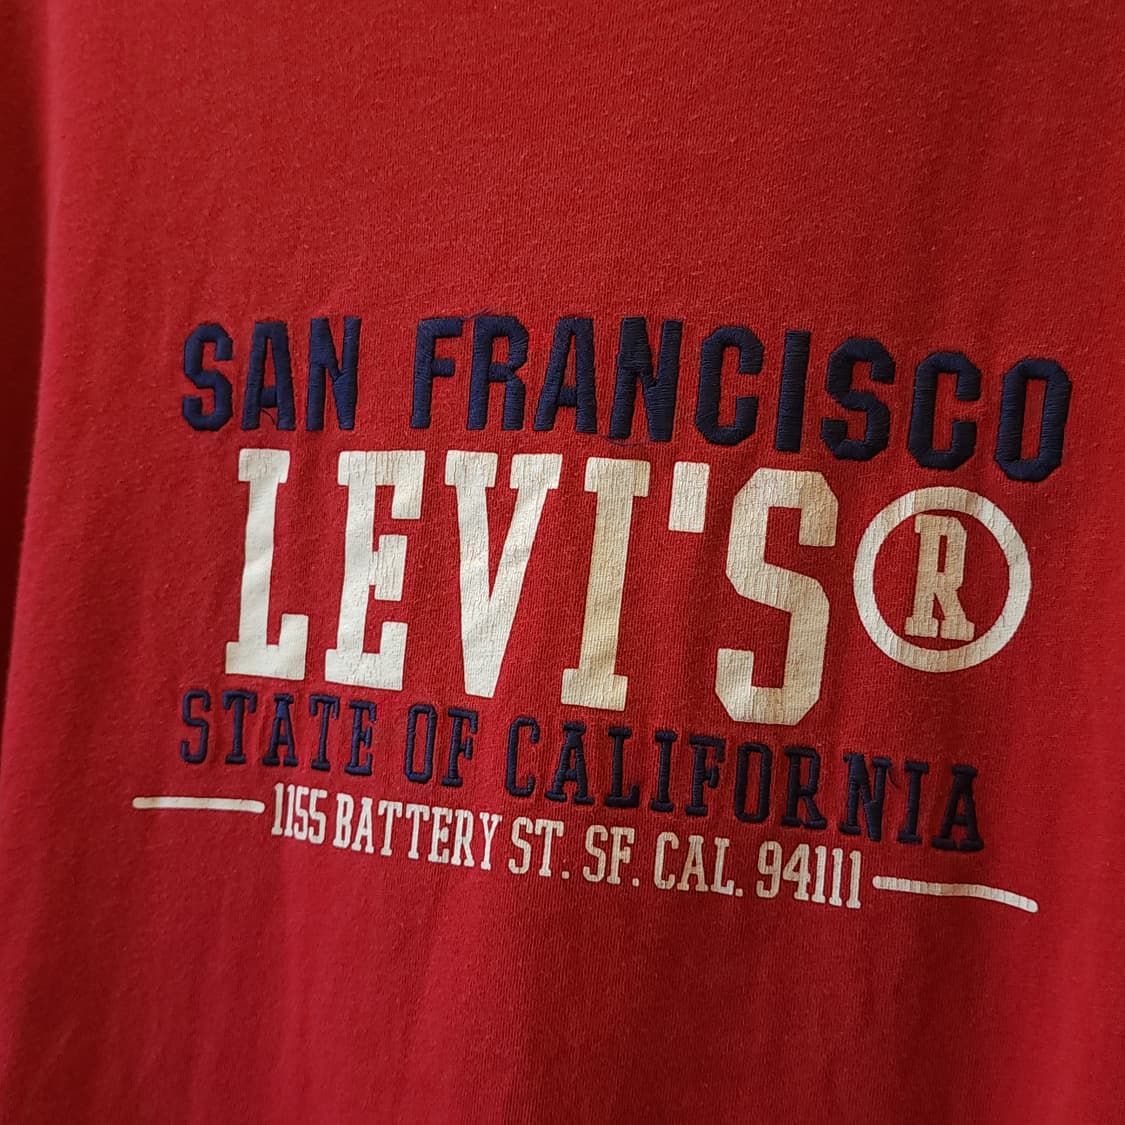 SAN FRANCISCO
LEVI'S®
STATE OF CALIFORNIA
1155 BATTERY ST. SF. CAL. 94111